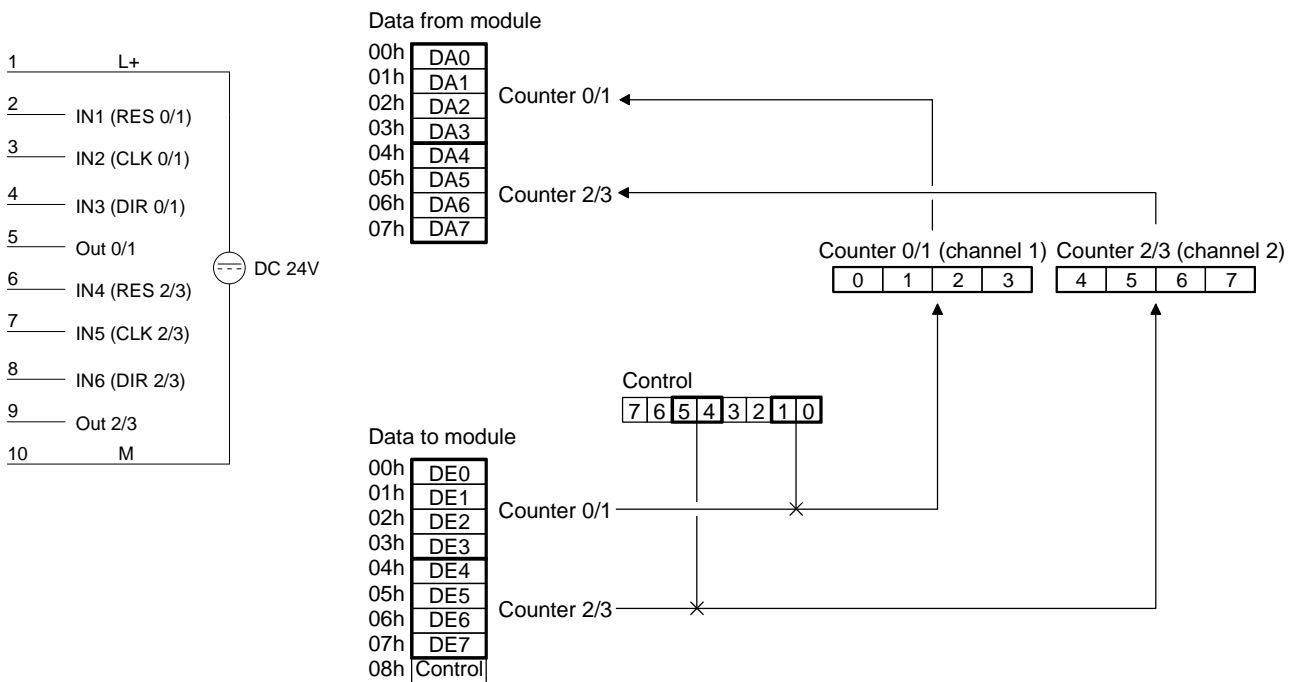 1 L+
2 IN1 (RES 0/1)
3 IN2 (CLK 0/1)
4 IN3 (DIR 0/1)
5 Out 0/1
6 IN4 (RES 2/3)
7 IN5 (CLK 2/3)
8 IN6 (DIR 2/3)
9 Out 2/3
10 M
DC 24V
Data from module
00h DA0
01h DA1
02h DA2
03h DA3
04h DA4
05h DA5
06h DA6
07h DA7
Counter 0/1
Counter 2/3
Counter 0/1 (channel 1)
0 1 2 3
Counter 2/3 (channel 2)
4 5 6 7
Control
7 6 5 4 3 2 1 0
Data to module
00h DE0
01h DE1
02h DE2
03h DE3
04h DE4
05h DE5
06h DE6
07h DE7
08h Control
Counter 0/1
Counter 2/3